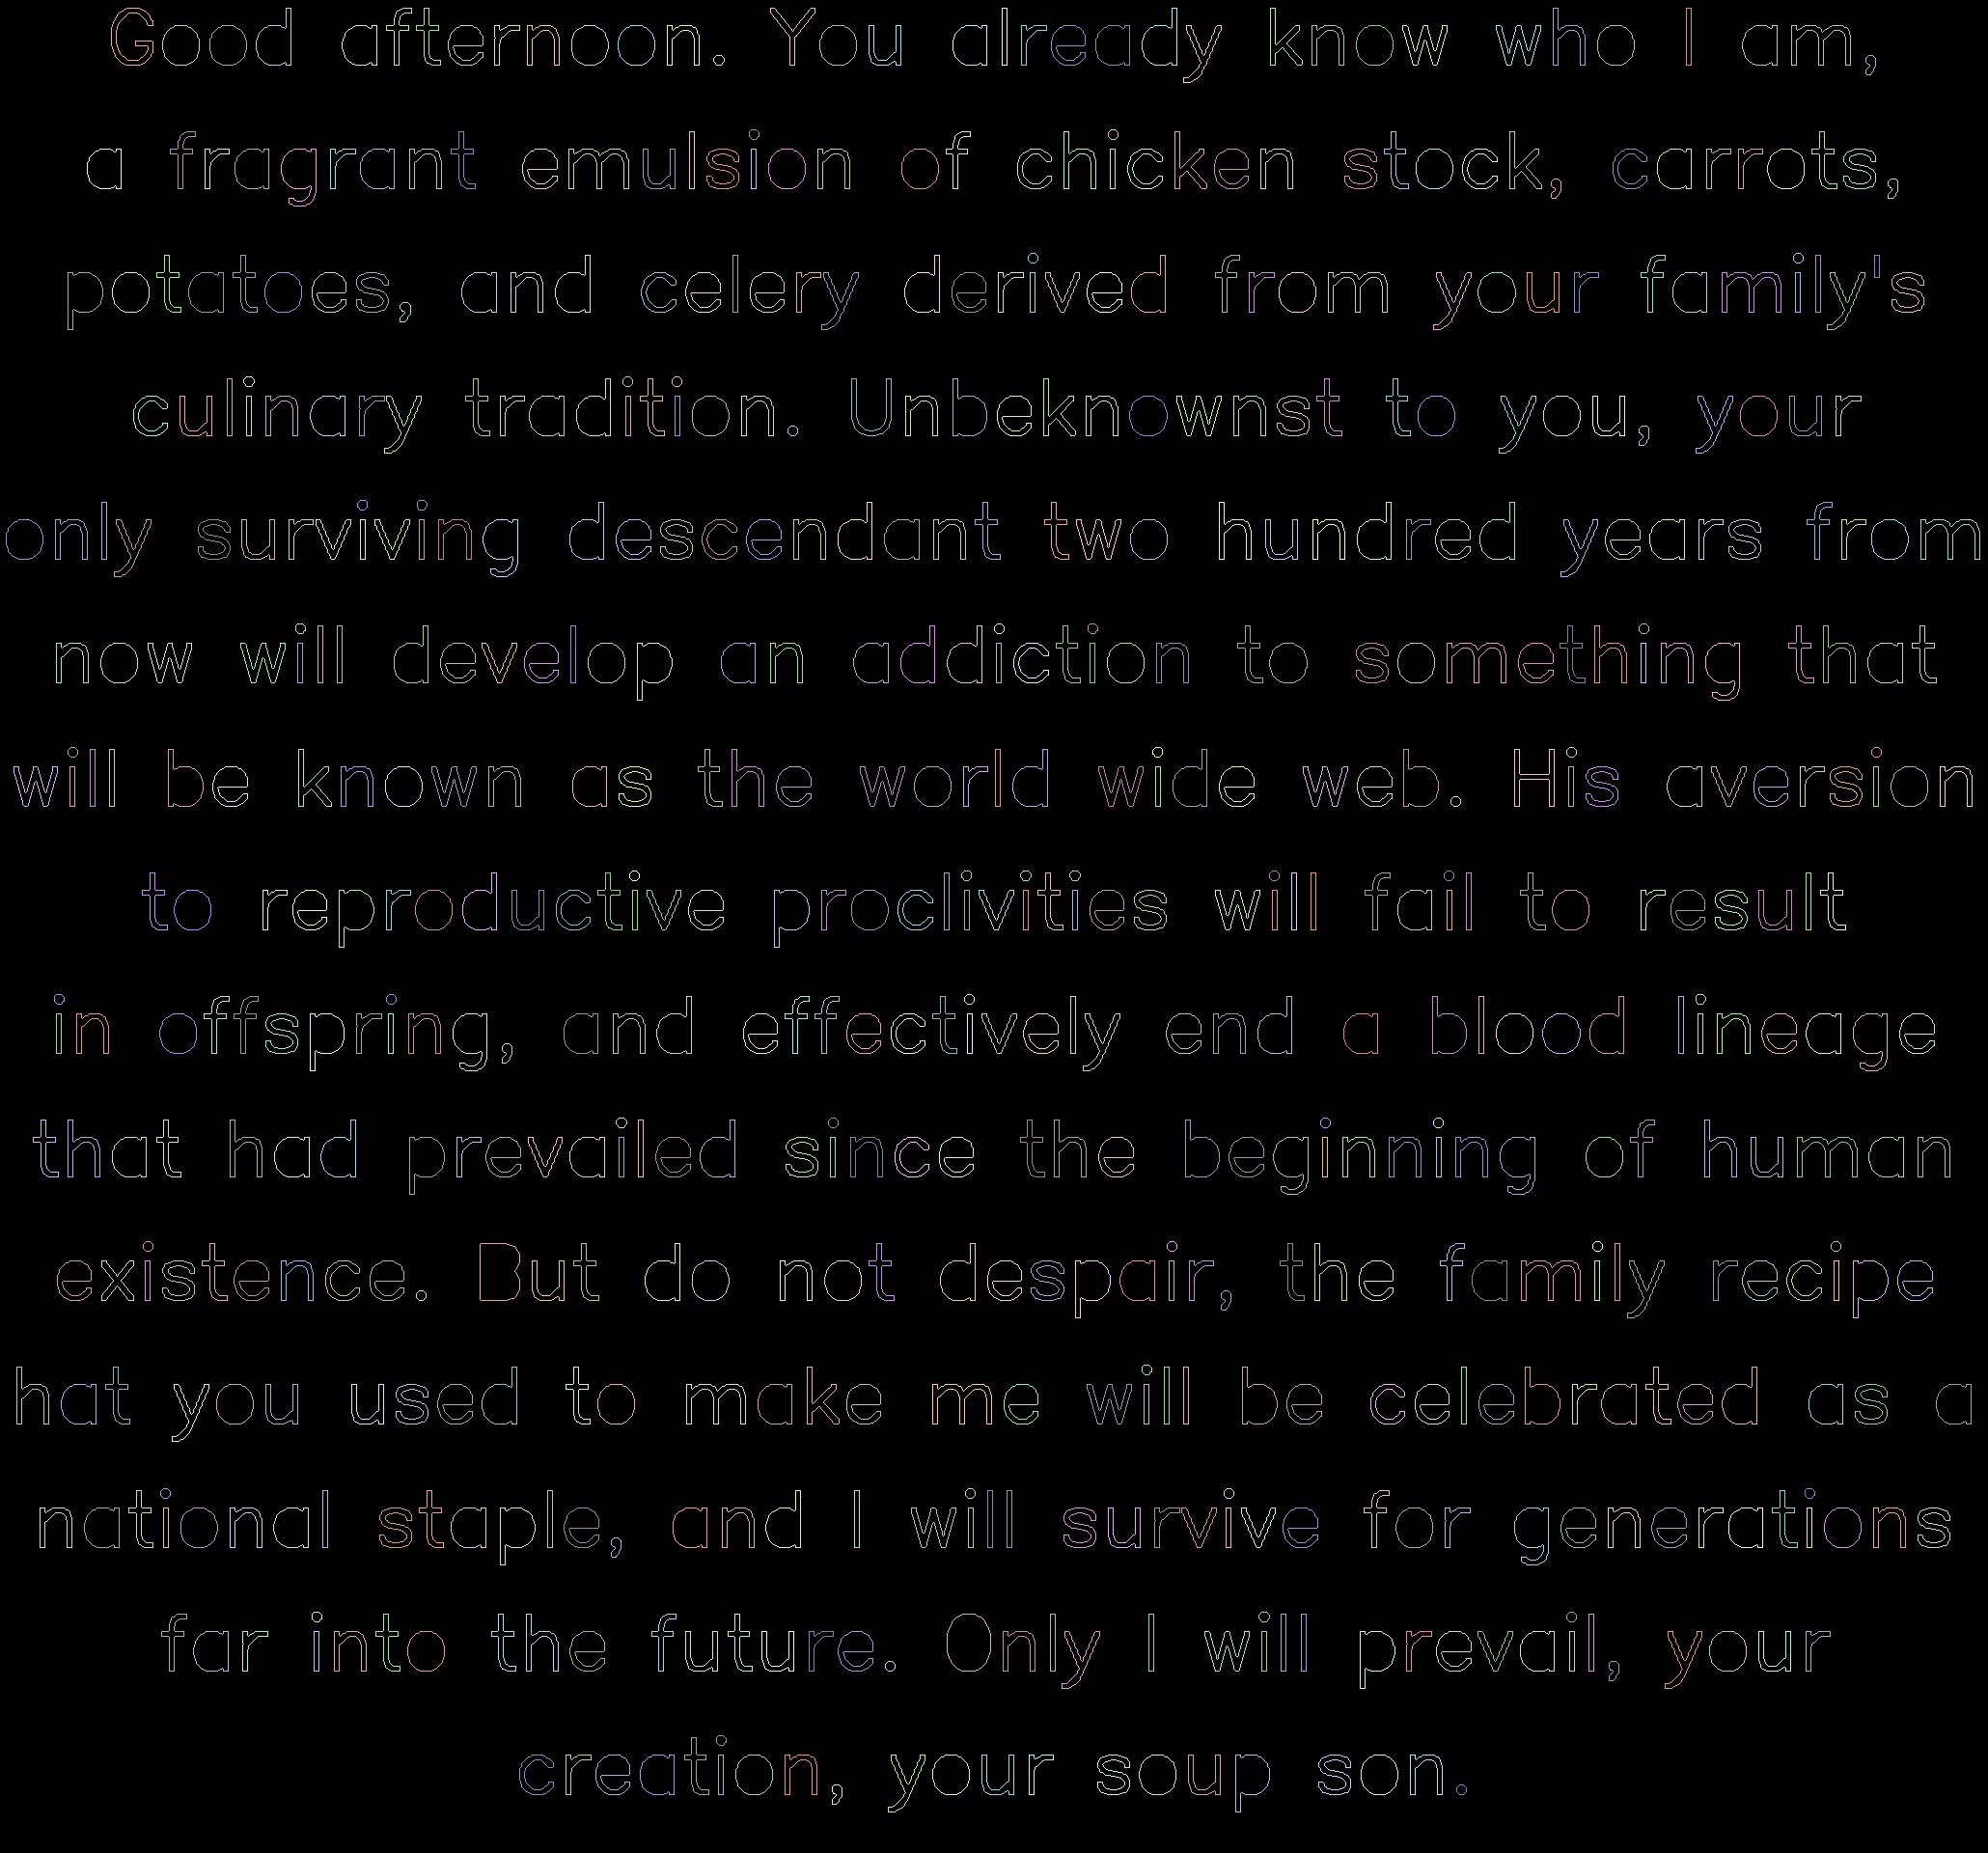 Good afternoon. You already know who I am,
a fragrant emulsion of chicken stock, carrots,
potatoes, and celery derived from your family's
culinary tradition. Unbeknownst to you, your
only surviving descendant two hundred years from
now will develop an addiction to something that
will be known as the world wide web. His aversion
to reproductive proclivities will fail to result
in offspring, and effectively end a blood lineage
that had prevailed since the beginning of human
existence. But do not despair, the family recipe
hat you used to make me will be celebrated as a
national staple, and I will survive for generations
far into the future. Only I will prevail, your
creation, your soup son.